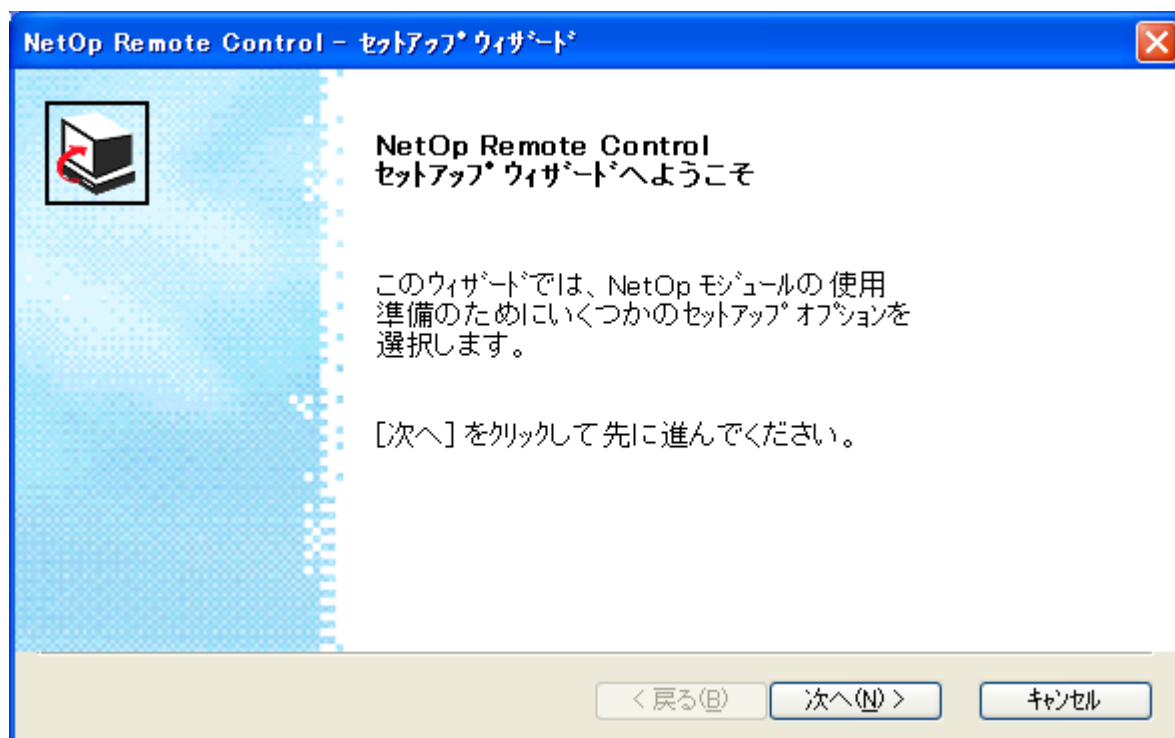 NetOp Remote Control - ｾｯﾄｱｯﾌﾟ ｳｨｻﾞｰﾄﾞ
NetOp Remote Control
ｾｯﾄｱｯﾌﾟ ｳｨｻﾞｰﾄﾞへようこそ
このｳｨｻﾞｰﾄﾞでは、NetOp ﾓｼﾞｭｰﾙの 使用
準備のためにいくつかのｾｯﾄｱｯﾌﾟ ｵﾌﾟｼｮﾝを
選択します。
[次へ] をｸﾘｯｸして 先に進んでください。
< 戻る(B)
次へ(N) >
ｷｬﾝｾﾙ